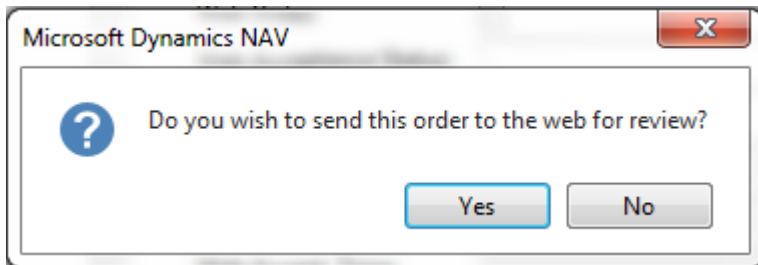 Microsoft Dynamics NAV
Do you wish to send this order to the web for review?
Yes
No